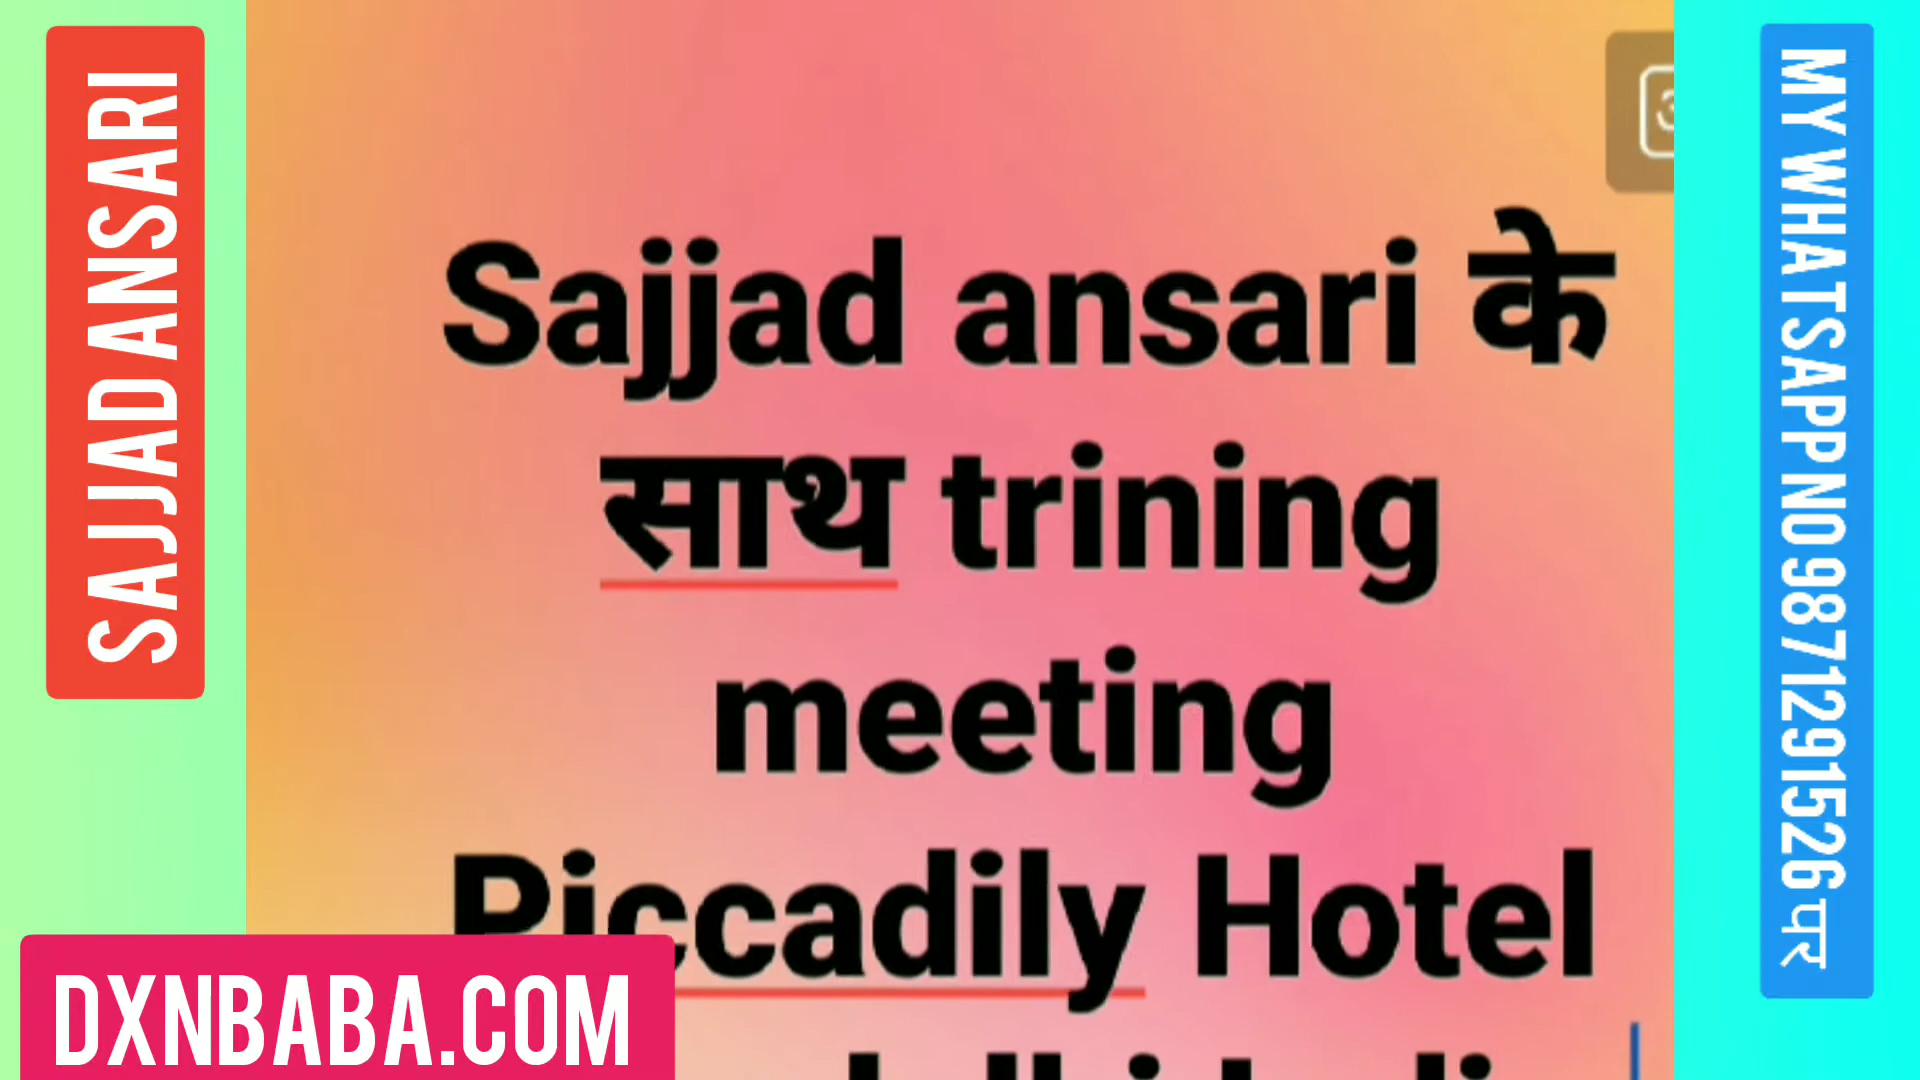 SAJJAD ANSARI
Sajjad ansari के
साथ trining
meeting
Piccadily Hotel
DXNBABA.COM
MY WHATSAPP NO 9871291526 पर